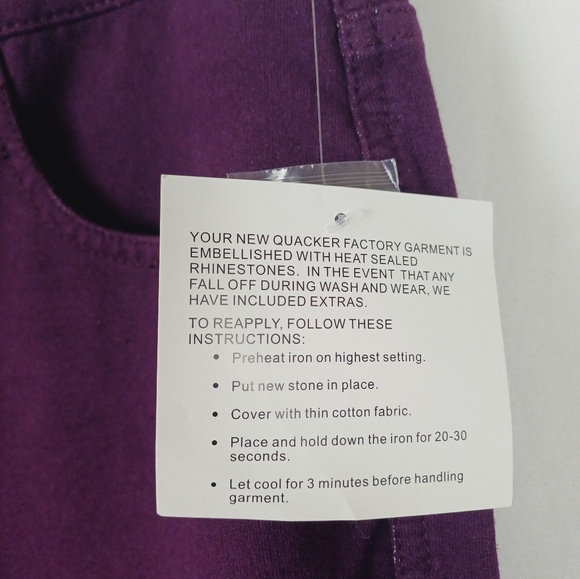 YOUR NEW QUACKER FACTORY GARMENT IS
EMBELLISHED WITH HEAT SEALED
RHINESTONES. IN THE EVENT THAT ANY
FALL OFF DURING WASH AND WEAR, WE
HAVE INCLUDED EXTRAS.
TO REAPPLY, FOLLOW THESE
INSTRUCTIONS:
• Preheat iron on highest setting.
• Put new stone in place.
• Cover with thin cotton fabric.
• Place and hold down the iron for 20-30
seconds.
• Let cool for 3 minutes before handling
garment.